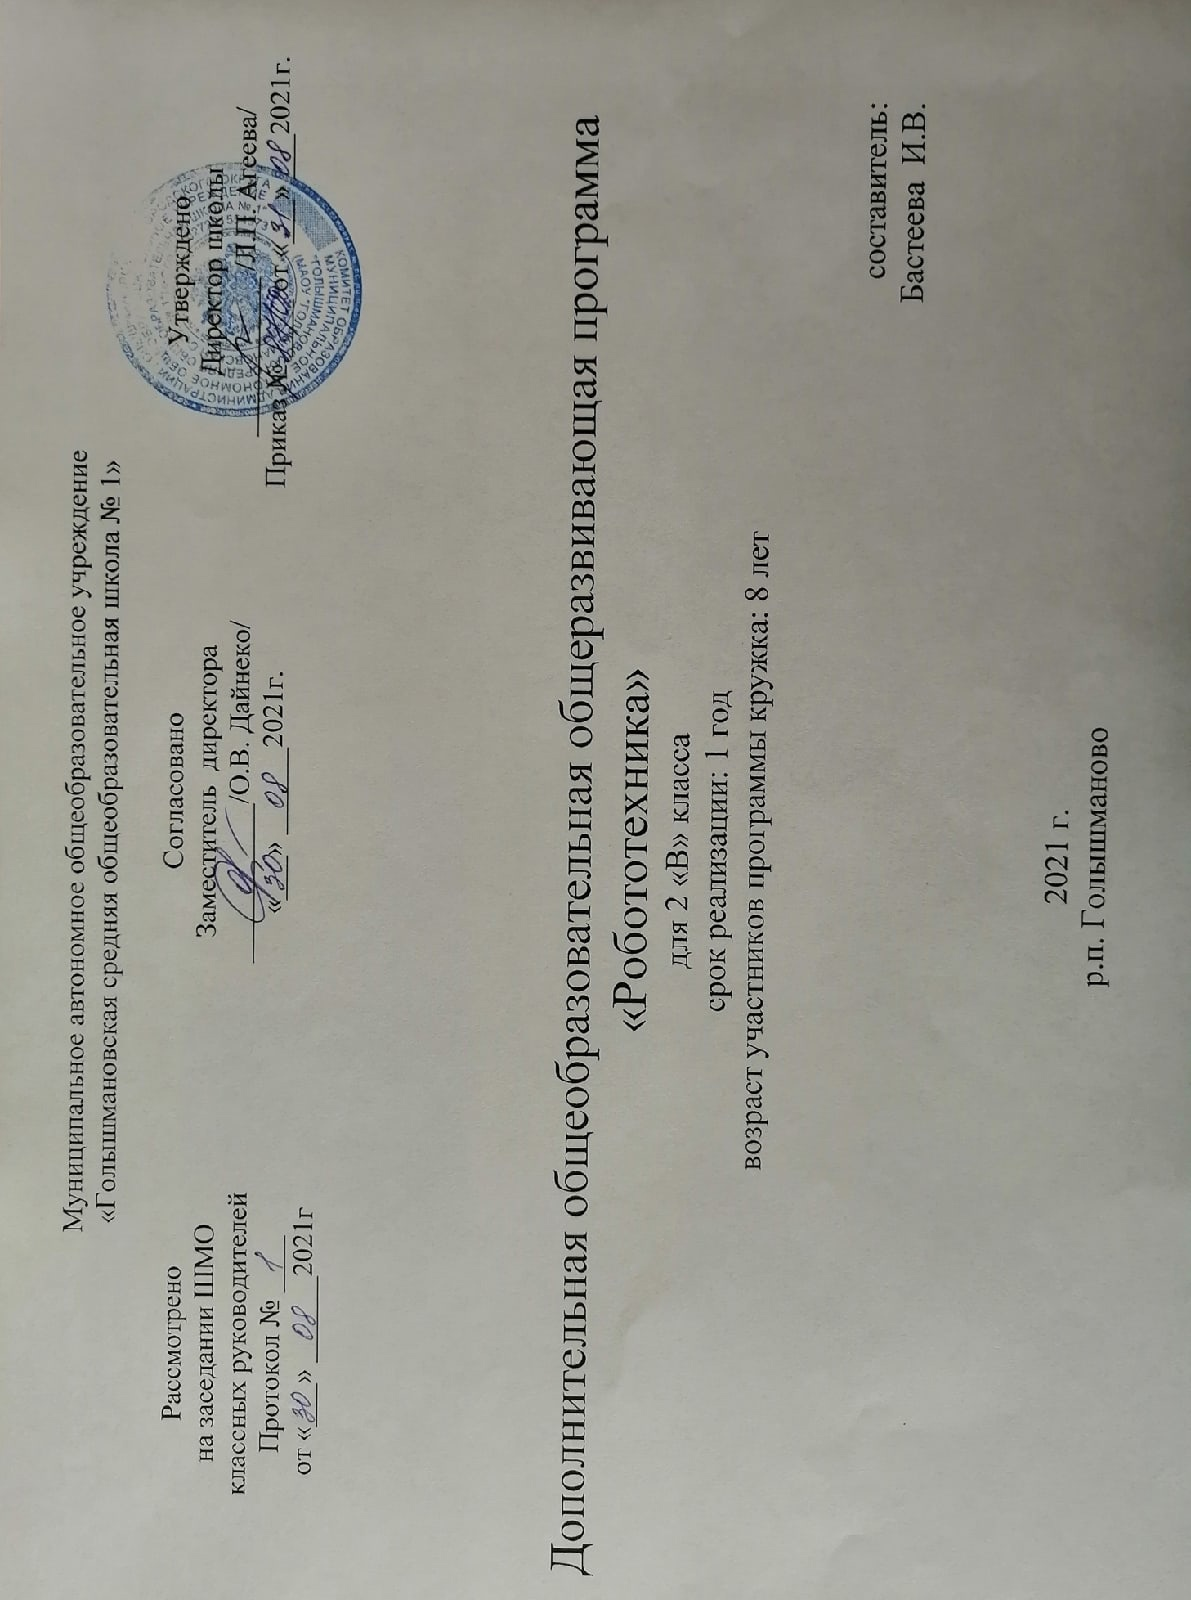 Муниципальное автономное общеобразовательное учреждение
«Голышмановская средняя общеобразовательная школа № 1»
Рассмотрено
на заседании ШМО
классных руководителей
Протокол № 1
от «30» 08 2021г
Согласовано
Заместитель директора
/О.В. Дайнеко/
«30» 08 2021г.
Утверждено
Директор школы
/Л.П. Агеева/
Приказ № от «31» 08 2021г.
Дополнительная общеобразовательная общеразвивающая программа
«Робототехника»
для 2 «В» класса
срок реализации: 1 год
возраст участников программы кружка: 8 лет
составитель:
Бастеева И.В.
2021 г.
р.п. Голышманово